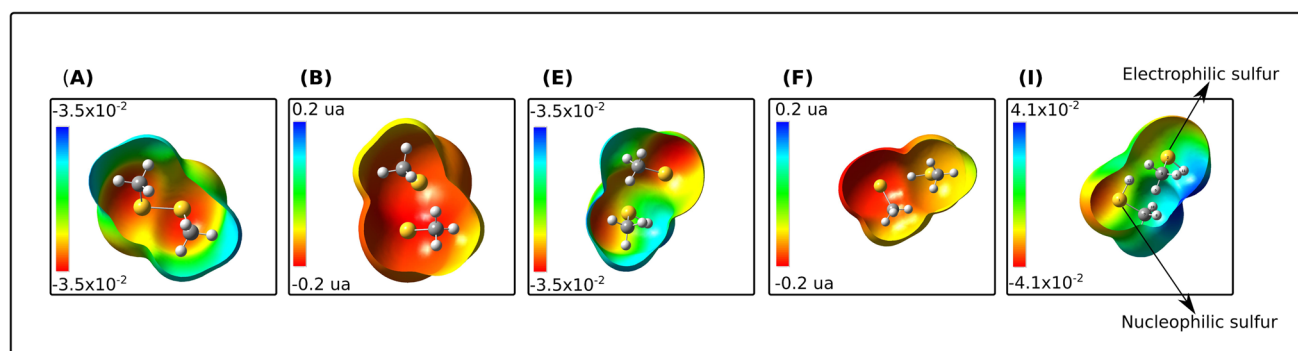 (A) (B) (E) (F) (I) Electrophilic sulfur
-3.5x10⁻² 0.2 ua -3.5x10⁻² 0.2 ua 4.1x10⁻²
-3.5x10⁻² -0.2 ua -3.5x10⁻² -0.2 ua -4.1x10⁻²
Nucleophilic sulfur